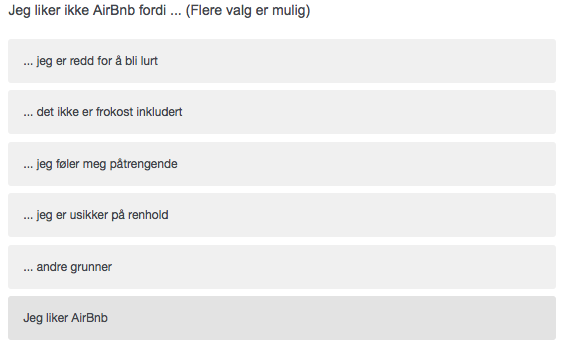 Jeg liker ikke AirBnb fordi ... (Flere valg er mulig)
... jeg er redd for å bli lurt
... det ikke er frokost inkludert
... jeg føler meg påtrengende
... jeg er usikker på renhold
... andre grunner
Jeg liker AirBnb